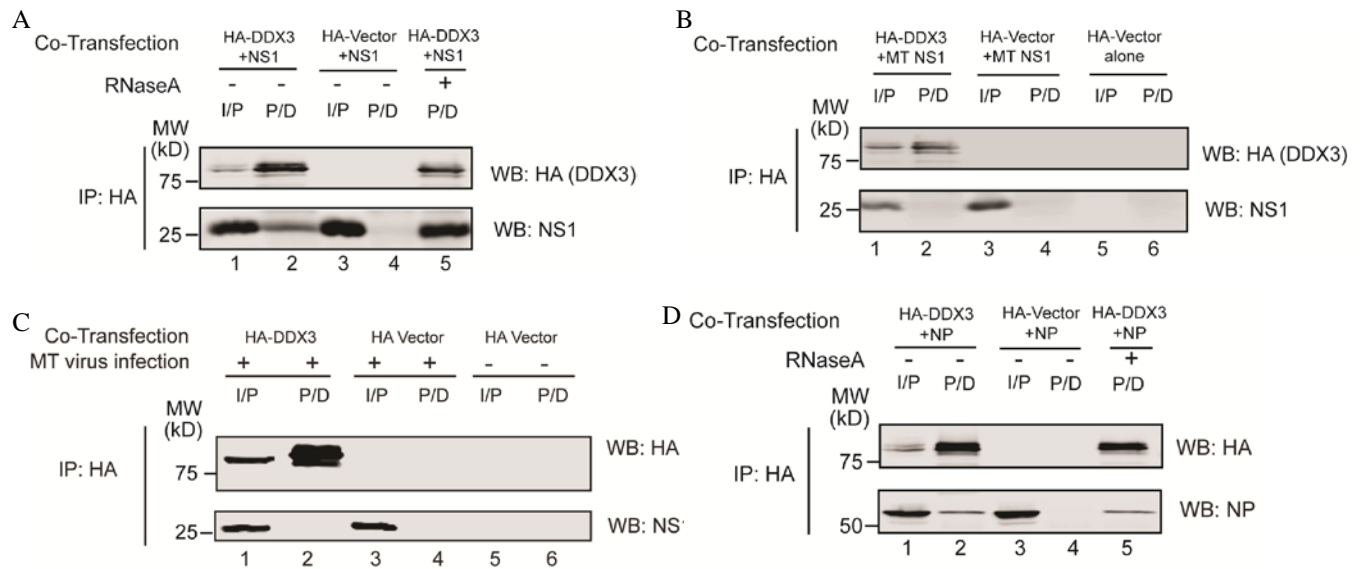 A
Co-Transfection
HA-DDX3 +NS1
HA-Vector +NS1
HA-DDX3 +NS1
RNaseA - - - - +
I/P P/D I/P P/D P/D
MW (kD)
IP: HA
75
WB: HA (DDX3)
25
WB: NS1
1 2 3 4 5
B
Co-Transfection
HA-DDX3 +MT NS1
HA-Vector +MT NS1
HA-Vector alone
I/P P/D I/P P/D I/P P/D
MW (kD)
IP: HA
75
WB: HA (DDX3)
25
WB: NS1
1 2 3 4 5 6
C
Co-Transfection
HA-DDX3
HA Vector
HA Vector
MT virus infection + + + + - -
I/P P/D I/P P/D I/P P/D
MW (kD)
IP: HA
75
WB: HA
25
WB: NS
1 2 3 4 5 6
D
Co-Transfection
HA-DDX3 +NP
HA-Vector +NP
HA-DDX3 +NP
RNaseA - - - - +
I/P P/D I/P P/D P/D
MW (kD)
IP: HA
75
WB: HA
50
WB: NP
1 2 3 4 5